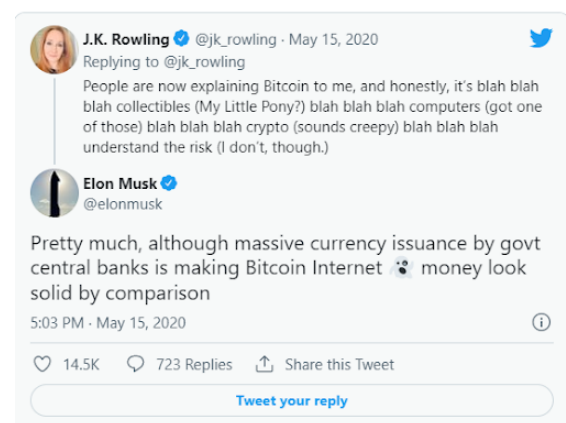 J.K. Rowling @jk_rowling · May 15, 2020
Replying to @jk_rowling
People are now explaining Bitcoin to me, and honestly, it's blah blah
blah collectibles (My Little Pony?) blah blah blah computers (got one
of those) blah blah blah crypto (sounds creepy) blah blah blah
understand the risk (I don't, though.)
Elon Musk
@elonmusk
Pretty much, although massive currency issuance by govt
central banks is making Bitcoin Internet 👻 money look
solid by comparison
5:03 PM · May 15, 2020
14.5K 723 Replies Share this Tweet
Tweet your reply